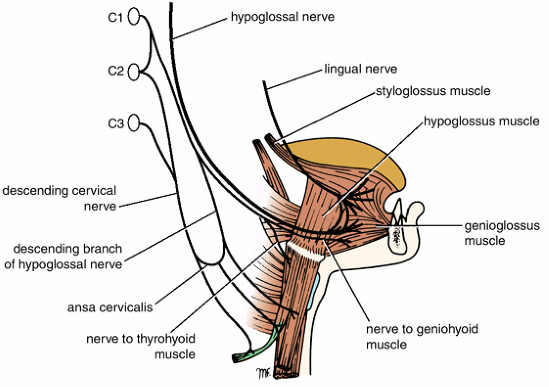 C1
hypoglossal nerve
C2
lingual nerve
styloglossus muscle
C3
hypoglossus muscle
descending cervical
nerve
genioglossus
muscle
descending branch
of hypoglossal nerve
ansa cervicalis
nerve to thyrohyoid
muscle
nerve to geniohyoid
muscle